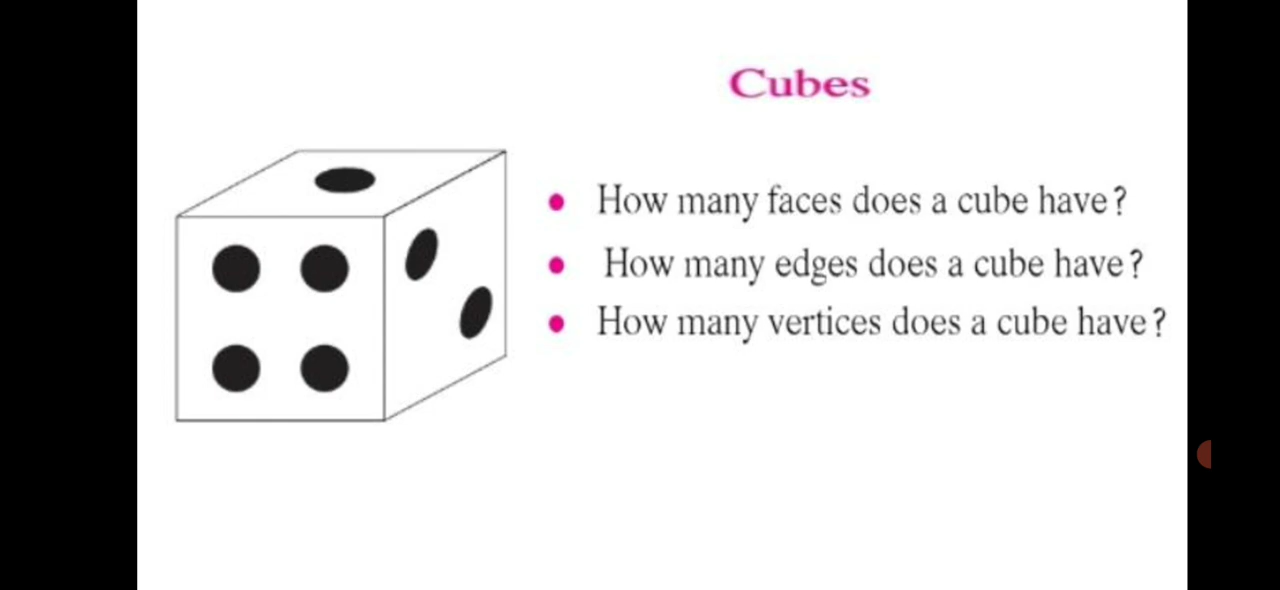 Cubes
• How many faces does a cube have?
• How many edges does a cube have?
• How many vertices does a cube have?